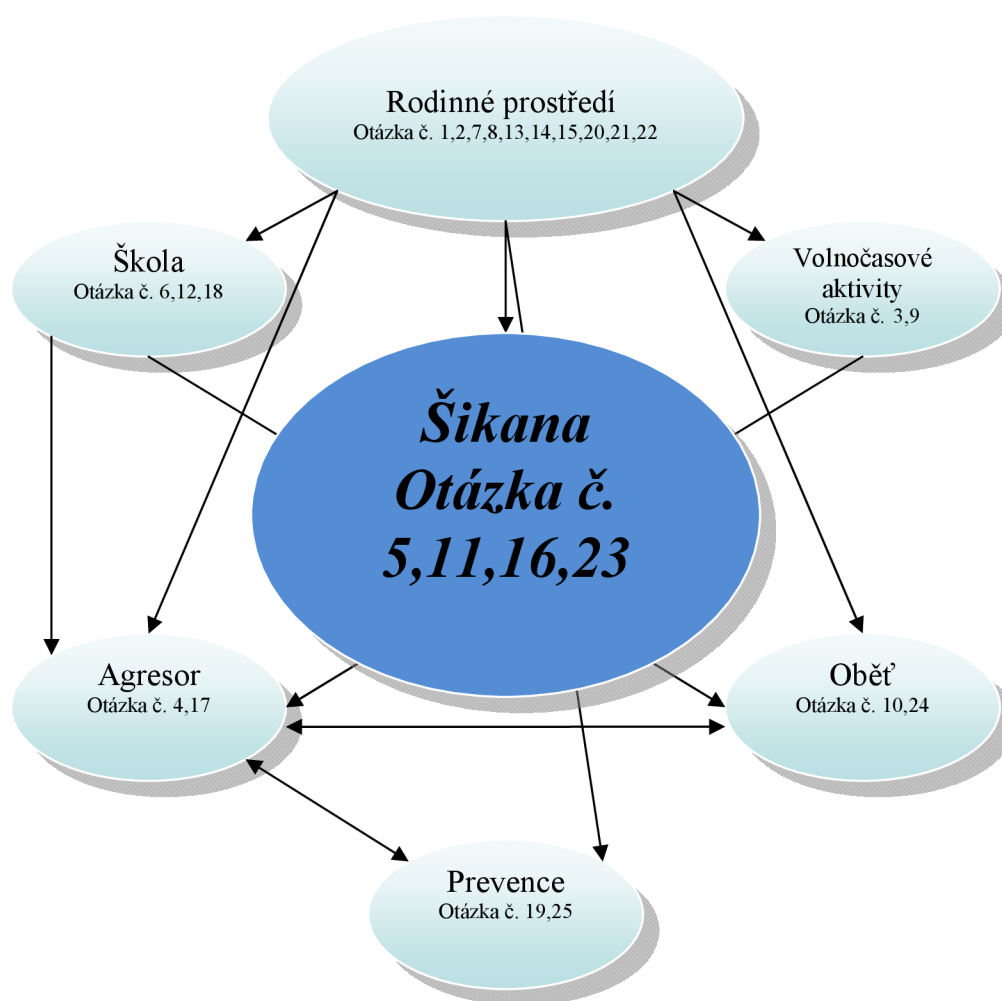 Rodinné prostředí
Otázka č. 1,2,7,8,13,14,15,20,21,22
Škola
Otázka č. 6,12,18
Volnočasové
aktivity
Otázka č. 3,9
Šikana
Otázka č.
5,11,16,23
Agresor
Otázka č. 4,17
Oběť
Otázka č. 10,24
Prevence
Otázka č. 19,25